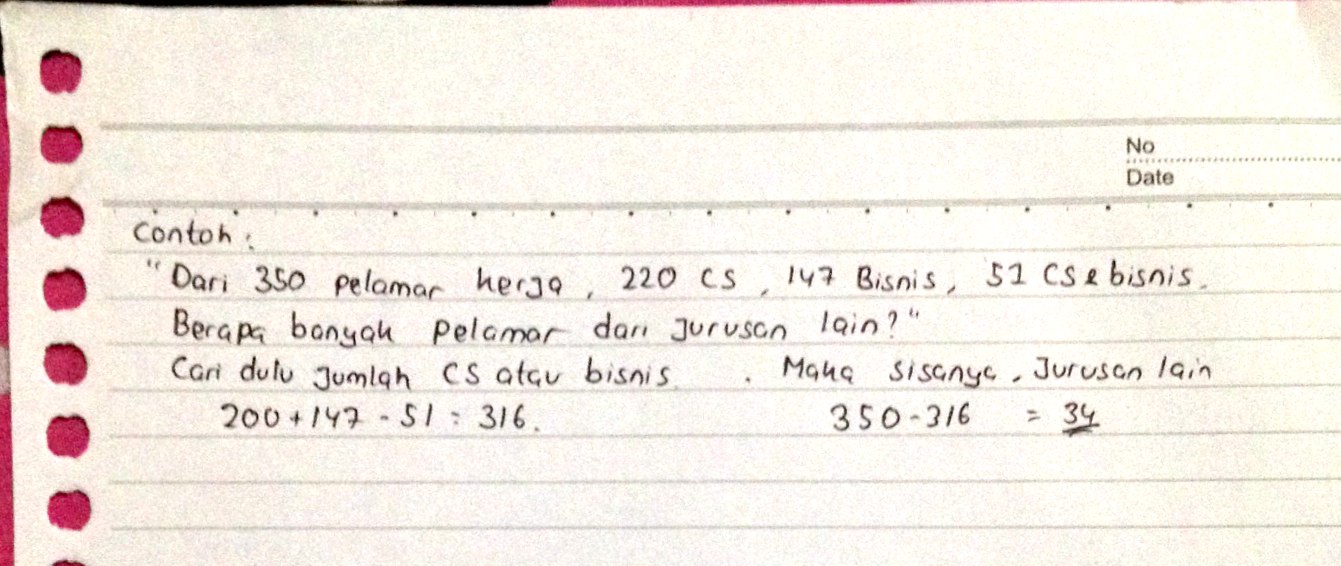 No
Date
Contoh :
"Dari 350 pelamar kerja, 220 CS, 147 Bisnis, 51 CS & bisnis.
Berapa banyak pelamar dari jurusan lain?"
Cari dulu jumlah CS atau bisnis. Maka sisanya, jurusan lain
200 + 147 - 51 = 316. 350 - 316 = 34